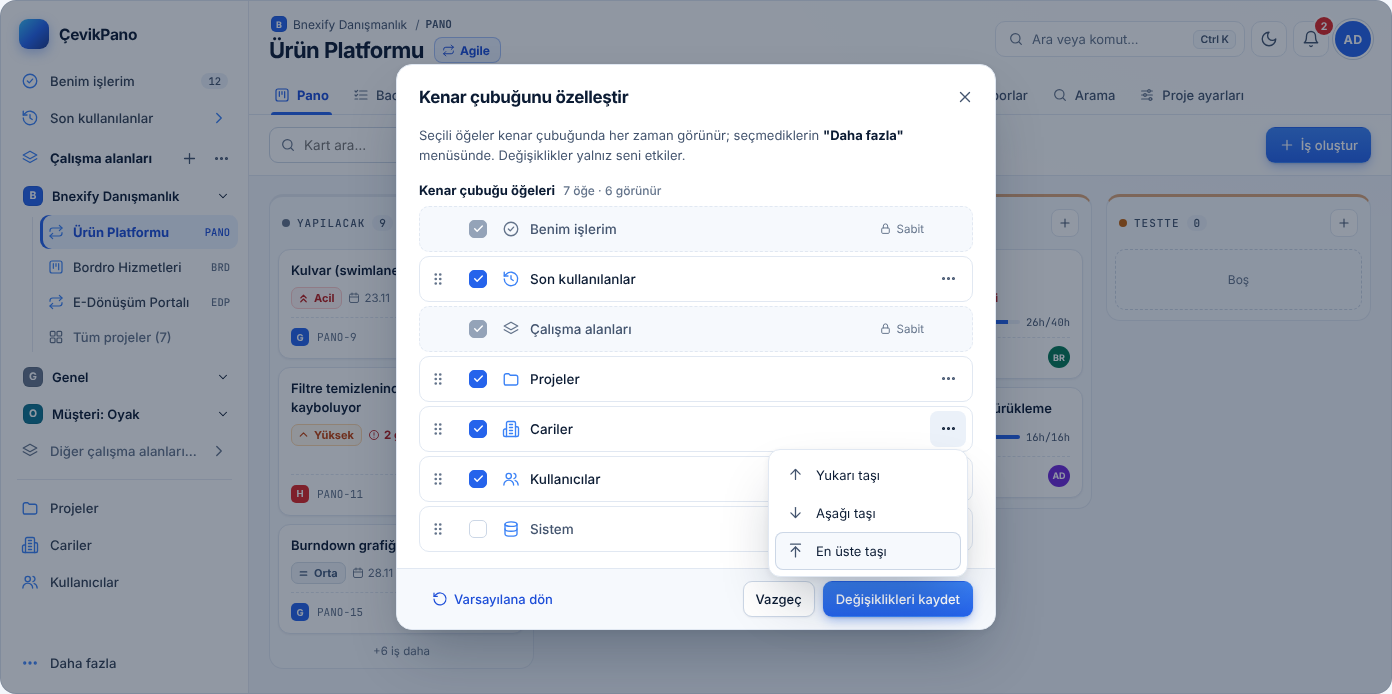 ÇevikPano
Benim işlerim 12
Son kullanılanlar
Çalışma alanları
B Bnexify Danışmanlık
Ürün Platformu PANO
Bordro Hizmetleri BRD
E-Dönüşüm Portalı EDP
Tüm projeler (7)
G Genel
O Müşteri: Oyak
Diğer çalışma alanları...
Projeler
Cariler
Kullanıcılar
Daha fazla
B Bnexify Danışmanlık / PANO
Ürün Platformu Agile
Ara veya komut... Ctrl K
2
AD
Pano
Arama
Proje ayarları
Kart ara...
İş oluştur
YAPILACAK 9
Acil 23.11
G PANO-9
kayboluyor
Yüksek
H PANO-11
Orta 28.11
G PANO-15
+6 iş daha
26h/40h
BR
16h/16h
AD
TESTTE 0
Boş
Kenar çubuğunu özelleştir
Seçili öğeler kenar çubuğunda her zaman görünür; seçmediklerin "Daha fazla"
menüsünde. Değişiklikler yalnız seni etkiler.
Kenar çubuğu öğeleri 7 öğe · 6 görünür
Benim işlerim Sabit
Son kullanılanlar
Çalışma alanları Sabit
Projeler
Cariler
Kullanıcılar
Sistem
Yukarı taşı
Aşağı taşı
En üste taşı
Varsayılana dön
Vazgeç
Değişiklikleri kaydet